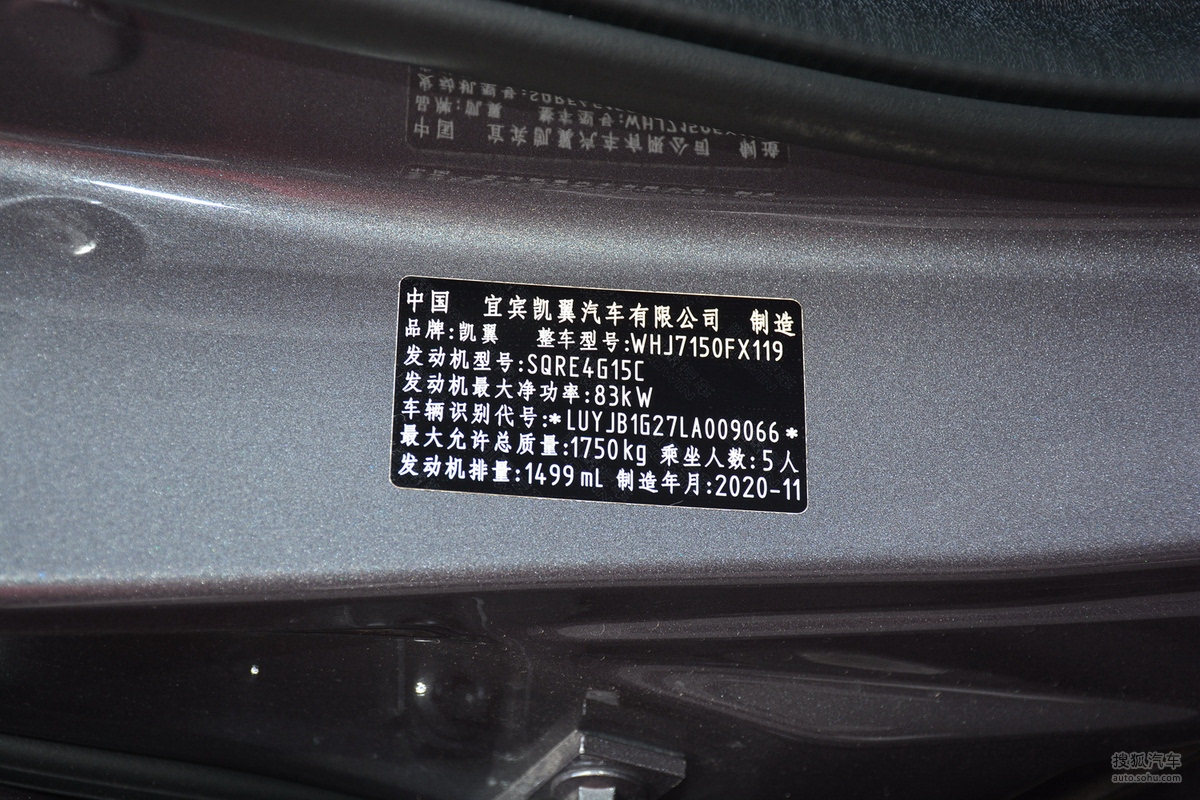 中国 宜宾凯翼汽车有限公司 制造
品牌:凯翼 整车型号:WHJ7150FX119
发动机型号:SQRE4G15C
发动机最大净功率:83kW
车辆识别代号:*LUYJB1G27LA009066*
最大允许总质量:1750kg 乘坐人数:5人
发动机排量:1499mL 制造年月:2020-11
搜狐汽车
auto.sohu.com